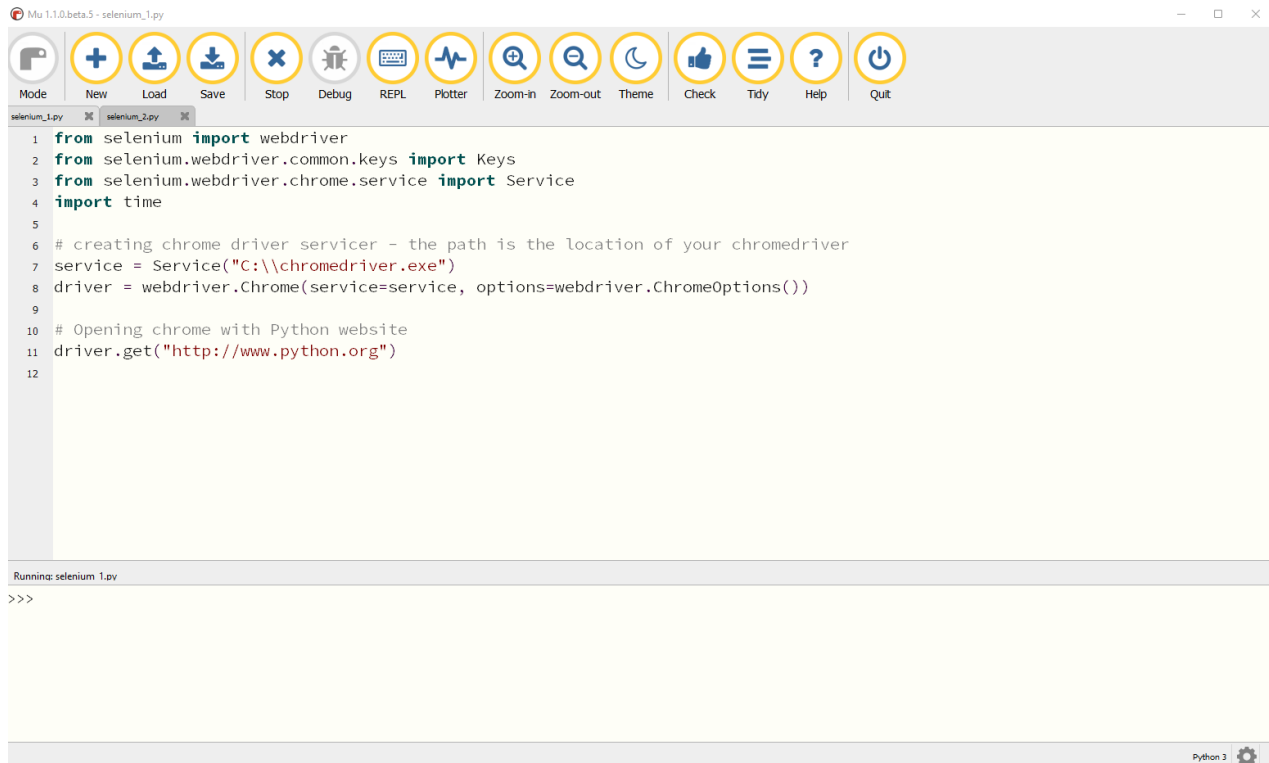 Mu 1.1.0.beta.5 - selenium_1.py
Mode New Load Save Stop Debug REPL Plotter Zoom-in Zoom-out Theme Check Tidy Help Quit
selenium_1.py selenium_2.py
1 from selenium import webdriver
2 from selenium.webdriver.common.keys import Keys
3 from selenium.webdriver.chrome.service import Service
4 import time
5
6 # creating chrome driver servicer - the path is the location of your chromedriver
7 service = Service("C:\\chromedriver.exe")
8 driver = webdriver.Chrome(service=service, options=webdriver.ChromeOptions())
9
10 # Opening chrome with Python website
11 driver.get("http://www.python.org")
12
Running: selenium_1.py
>>>
Python 3